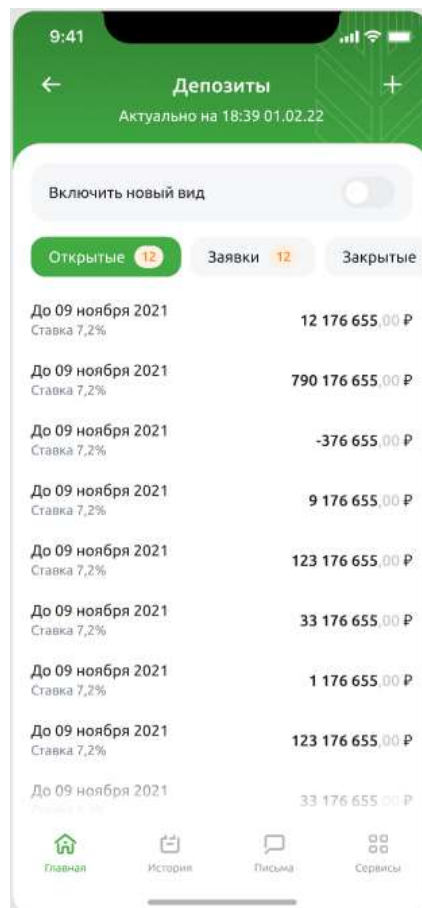 9:41
Депозиты
Актуально на 18:39 01.02.22
Включить новый вид
Открытые 12 Заявки 12 Закрытые
До 09 ноября 2021
12 176 655,00 ₽
Ставка 7,2%
До 09 ноября 2021
790 176 655,00 ₽
Ставка 7,2%
До 09 ноября 2021
-376 655,00 ₽
Ставка 7,2%
До 09 ноября 2021
9 176 655,00 ₽
Ставка 7,2%
До 09 ноября 2021
123 176 655,00 ₽
Ставка 7,2%
До 09 ноября 2021
33 176 655,00 ₽
Ставка 7,2%
До 09 ноября 2021
1 176 655,00 ₽
Ставка 7,2%
До 09 ноября 2021
123 176 655,00 ₽
Ставка 7,2%
До 09 ноября 2021
33 176 655,00 ₽
Главная История Письма Сервисы